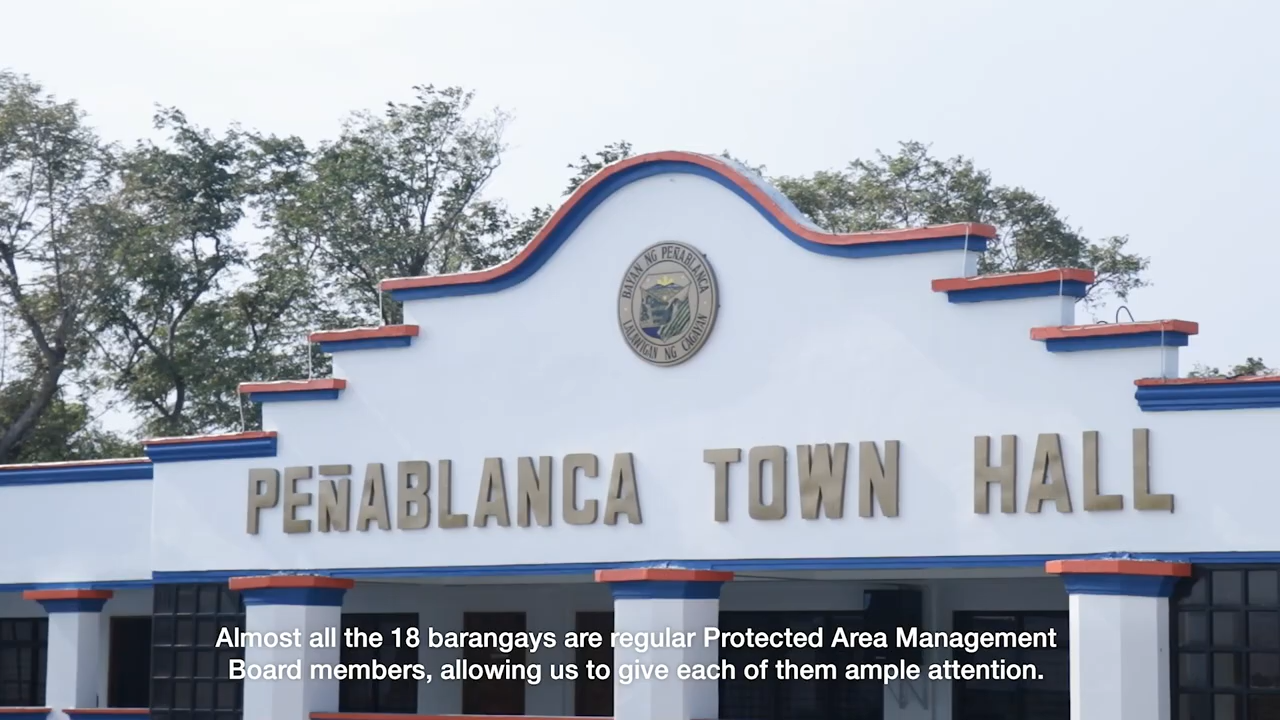 BAYAN NG PEÑABLANCA
LALAWIGAN NG CAGAYAN
PEÑABLANCA TOWN HALL
Almost all the 18 barangays are regular Protected Area Management
Board members, allowing us to give each of them ample attention.